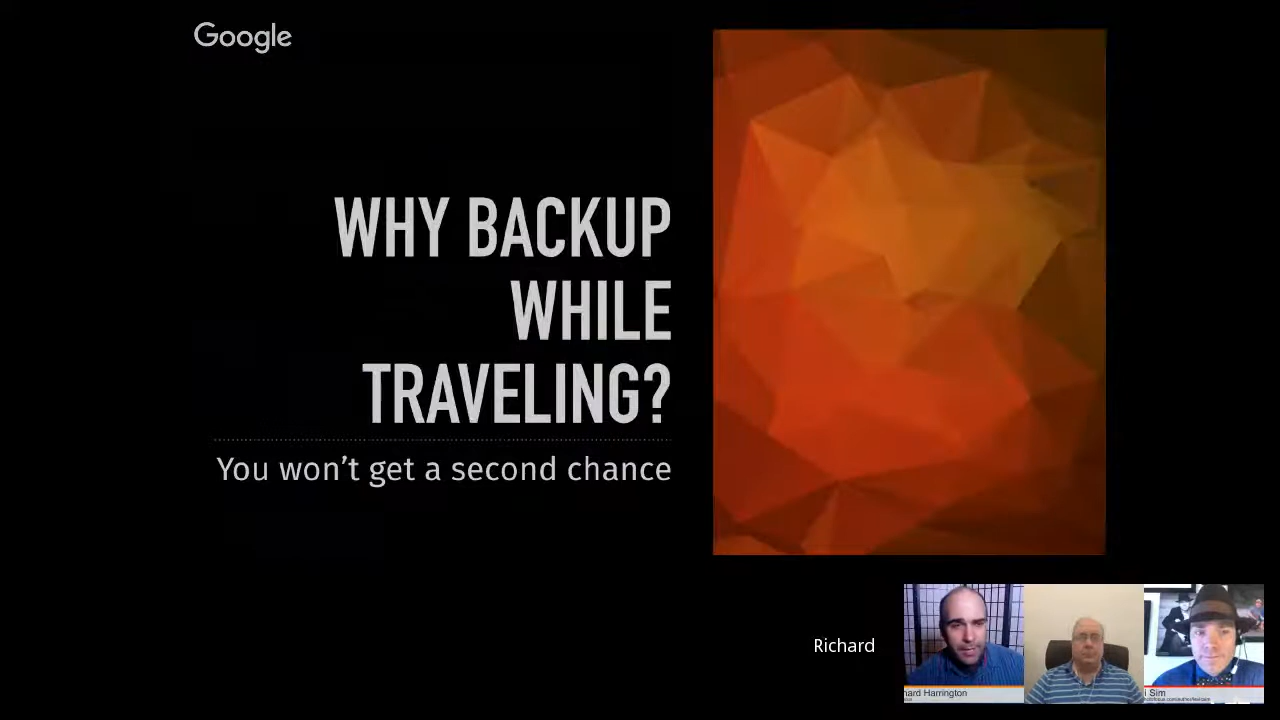 Google
WHY BACKUP
WHILE
TRAVELING?
You won't get a second chance
Richard
hard Harrington
i Sim